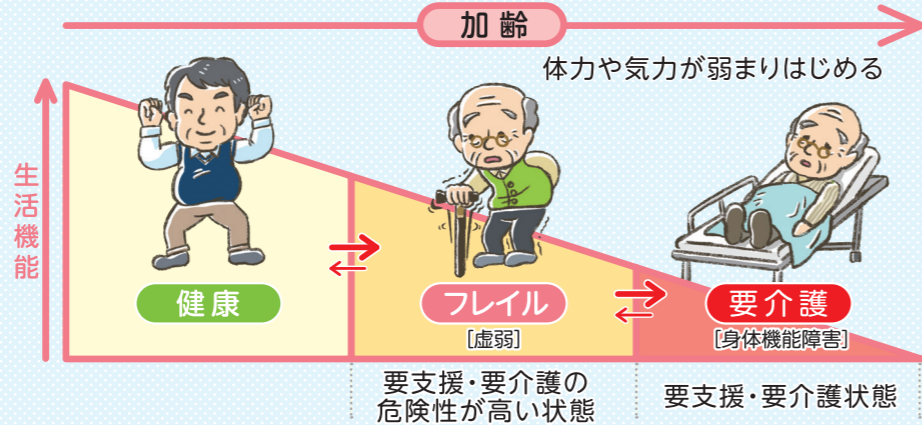 加齢
体力や気力が弱まりはじめる
生活機能
健康
フレイル
[虚弱]
要介護
[身体機能障害]
要支援・要介護の
危険性が高い状態
要支援・要介護状態